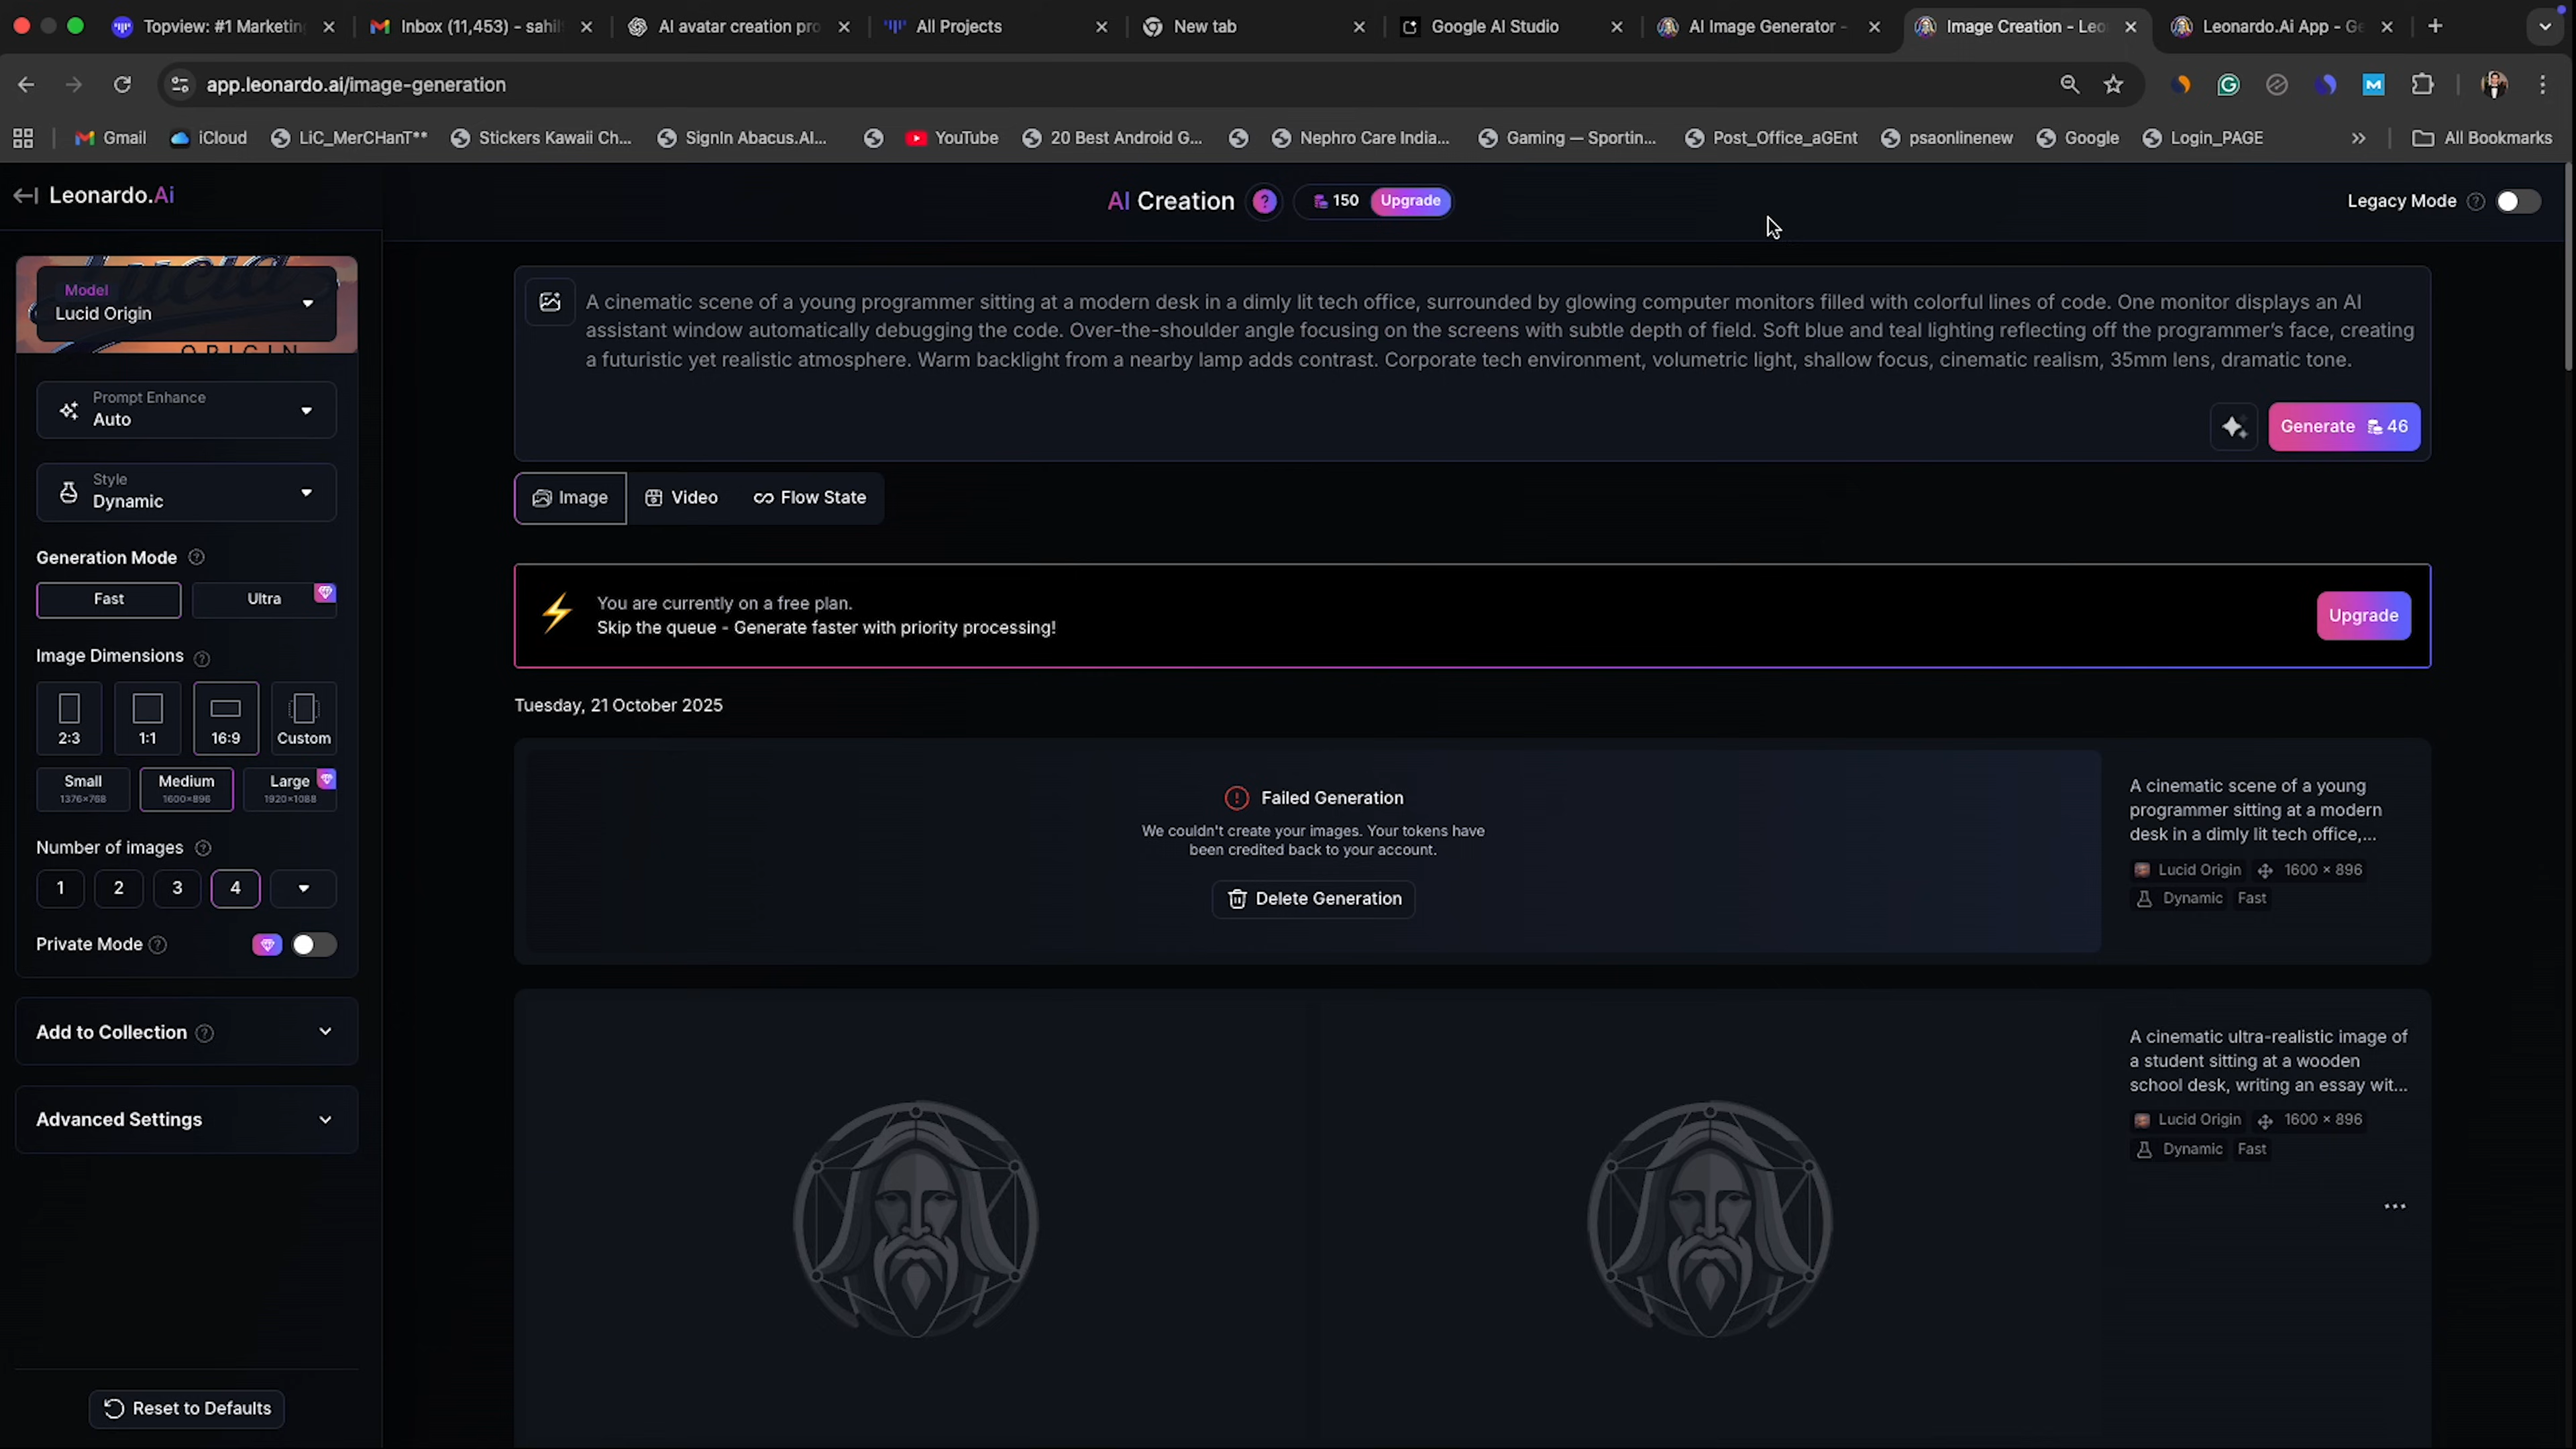 Topview: #1 Marketing
Inbox (11,453) - sahil
AI avatar creation pro
All Projects
New tab
Google AI Studio
AI Image Generator -
Image Creation - Leo
Leonardo.Ai App - Ge
app.leonardo.ai/image-generation
Gmail
iCloud
LiC_MerCHanT**
Stickers Kawaii Ch...
SignIn Abacus.AI...
YouTube
20 Best Android G...
Nephro Care India...
Gaming — Sportin...
Post_Office_aGEnt
psaonlinenew
Google
Login_PAGE
All Bookmarks
Leonardo.Ai
AI Creation
?
150
Upgrade
Legacy Mode
Model
Lucid Origin
ORIGIN
A cinematic scene of a young programmer sitting at a modern desk in a dimly lit tech office, surrounded by glowing computer monitors filled with colorful lines of code. One monitor displays an AI
assistant window automatically debugging the code. Over-the-shoulder angle focusing on the screens with subtle depth of field. Soft blue and teal lighting reflecting off the programmer's face, creating
a futuristic yet realistic atmosphere. Warm backlight from a nearby lamp adds contrast. Corporate tech environment, volumetric light, shallow focus, cinematic realism, 35mm lens, dramatic tone.
Generate 46
Prompt Enhance
Auto
Style
Dynamic
Image
Video
Flow State
Generation Mode
Fast
Ultra
You are currently on a free plan.
Skip the queue - Generate faster with priority processing!
Upgrade
Image Dimensions
2:3
1:1
16:9
Custom
Small
1376×768
Medium
1600×896
Large
1920×1088
Number of images
1
2
3
4
Private Mode
Add to Collection
Advanced Settings
Reset to Defaults
Tuesday, 21 October 2025
Failed Generation
We couldn't create your images. Your tokens have
been credited back to your account.
Delete Generation
A cinematic scene of a young
programmer sitting at a modern
desk in a dimly lit tech office,...
Lucid Origin
1600 × 896
Dynamic
Fast
A cinematic ultra-realistic image of
a student sitting at a wooden
school desk, writing an essay wit...
Lucid Origin
1600 × 896
Dynamic
Fast